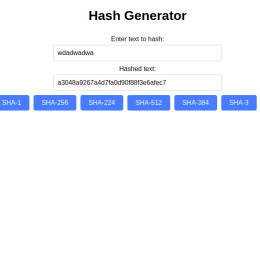 Hash Generator
Enter text to hash:
wdadwadwa
Hashed text:
a3048a9267a4d7fa0d90f88f3e6afec7
SHA-1 SHA-256 SHA-224 SHA-512 SHA-384 SHA-3